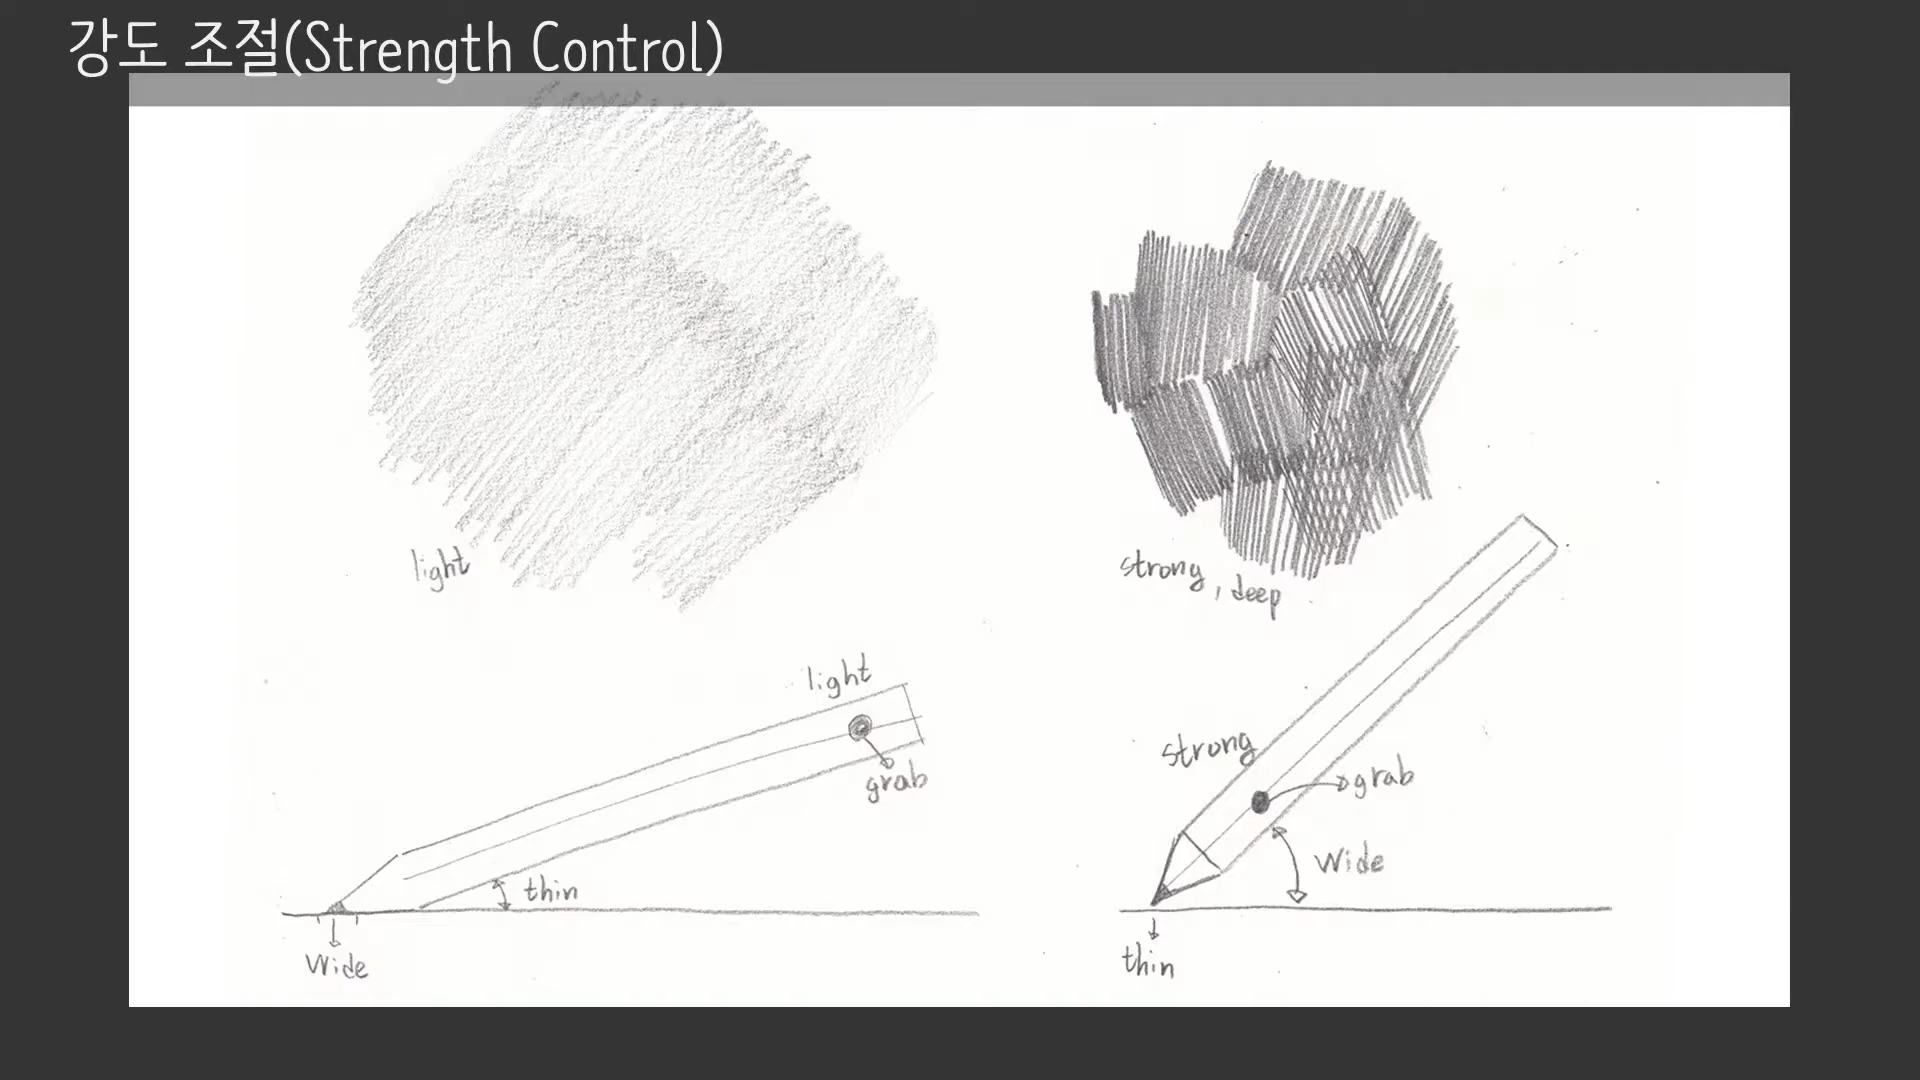 강도 조절(Strength Control)
light
strong, deep
light
grab
thin
Wide
strong
grab
Wide
thin